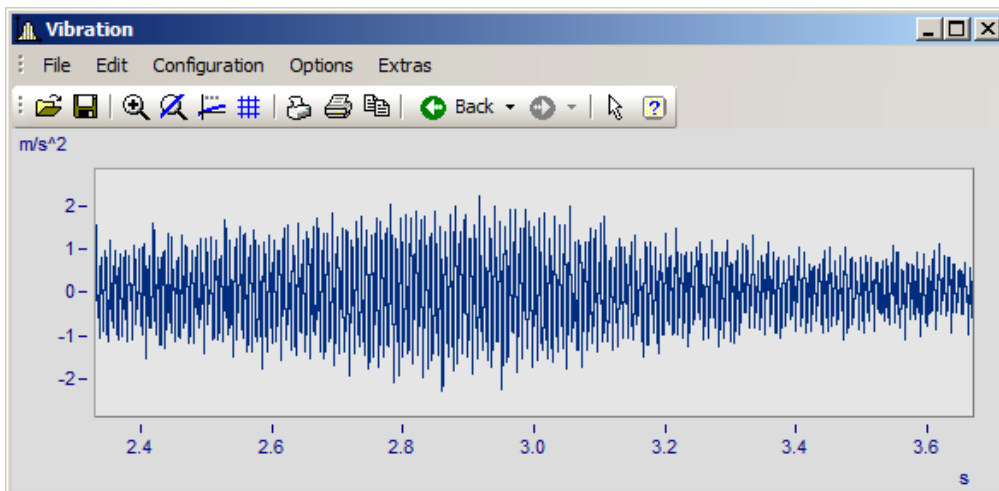 Vibration
File Edit Configuration Options Extras
Back
m/s^2
2
1
0
-1
-2
2.4 2.6 2.8 3.0 3.2 3.4 3.6
s